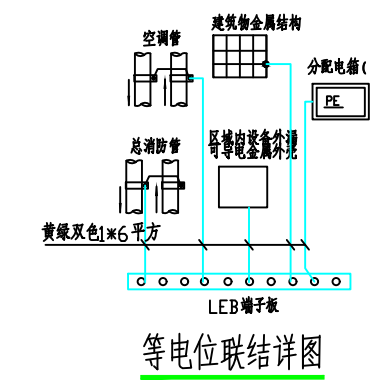 建筑物金属结构
空调管
分配电箱(
PE
区域内设备外漏
可导电金属外壳
总消防管
黄绿双色1*6平方
LEB端子板
等电位联结详图